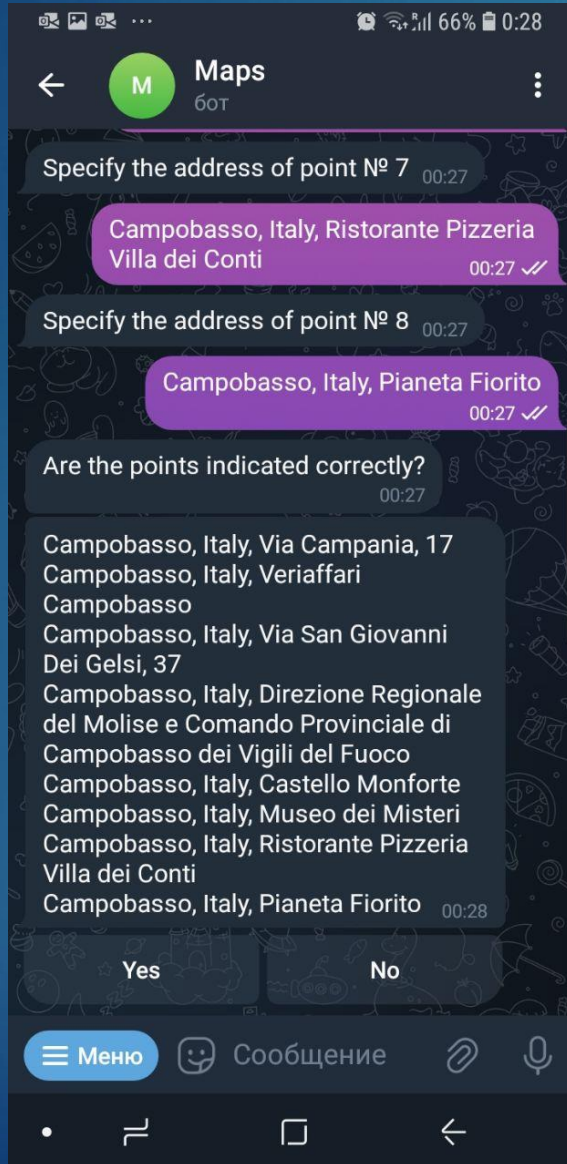 66% 0:28
M
Maps
бот
Specify the address of point № 7 00:27
Campobasso, Italy, Ristorante Pizzeria
Villa dei Conti
00:27
Specify the address of point № 8 00:27
Campobasso, Italy, Pianeta Fiorito
00:27
Are the points indicated correctly?
00:27
Campobasso, Italy, Via Campania, 17
Campobasso, Italy, Veriaffari
Campobasso
Campobasso, Italy, Via San Giovanni
Dei Gelsi, 37
Campobasso, Italy, Direzione Regionale
del Molise e Comando Provinciale di
Campobasso dei Vigili del Fuoco
Campobasso, Italy, Castello Monforte
Campobasso, Italy, Museo dei Misteri
Campobasso, Italy, Ristorante Pizzeria
Villa dei Conti
Campobasso, Italy, Pianeta Fiorito 00:28
Yes No
Меню Сообщение